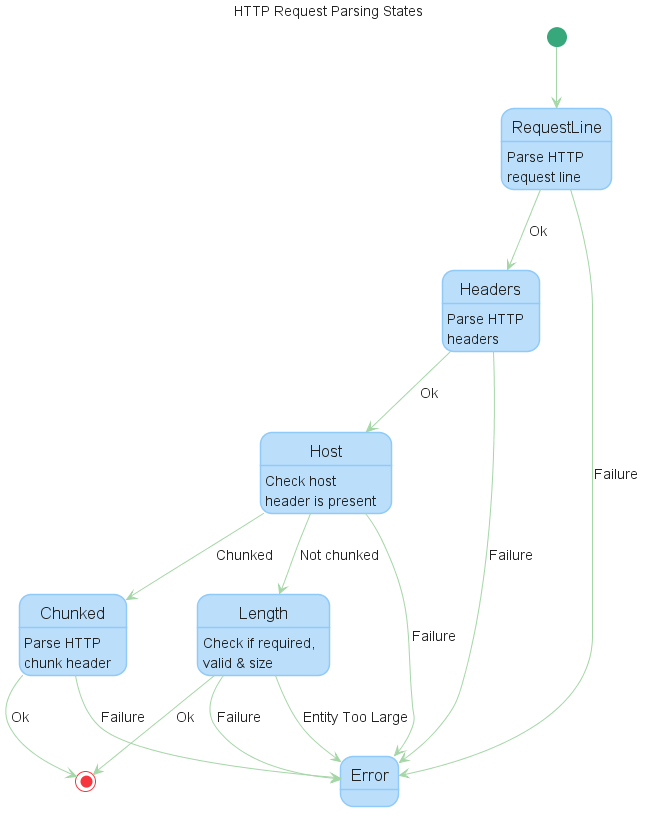 HTTP Request Parsing States
RequestLine
Parse HTTP
request line
Ok
Headers
Parse HTTP
headers
Ok
Failure
Host
Check host
header is present
Chunked
Not chunked
Failure
Chunked
Parse HTTP
chunk header
Length
Check if required,
valid & size
Failure
Ok
Failure
Ok
Failure
Entity Too Large
Error